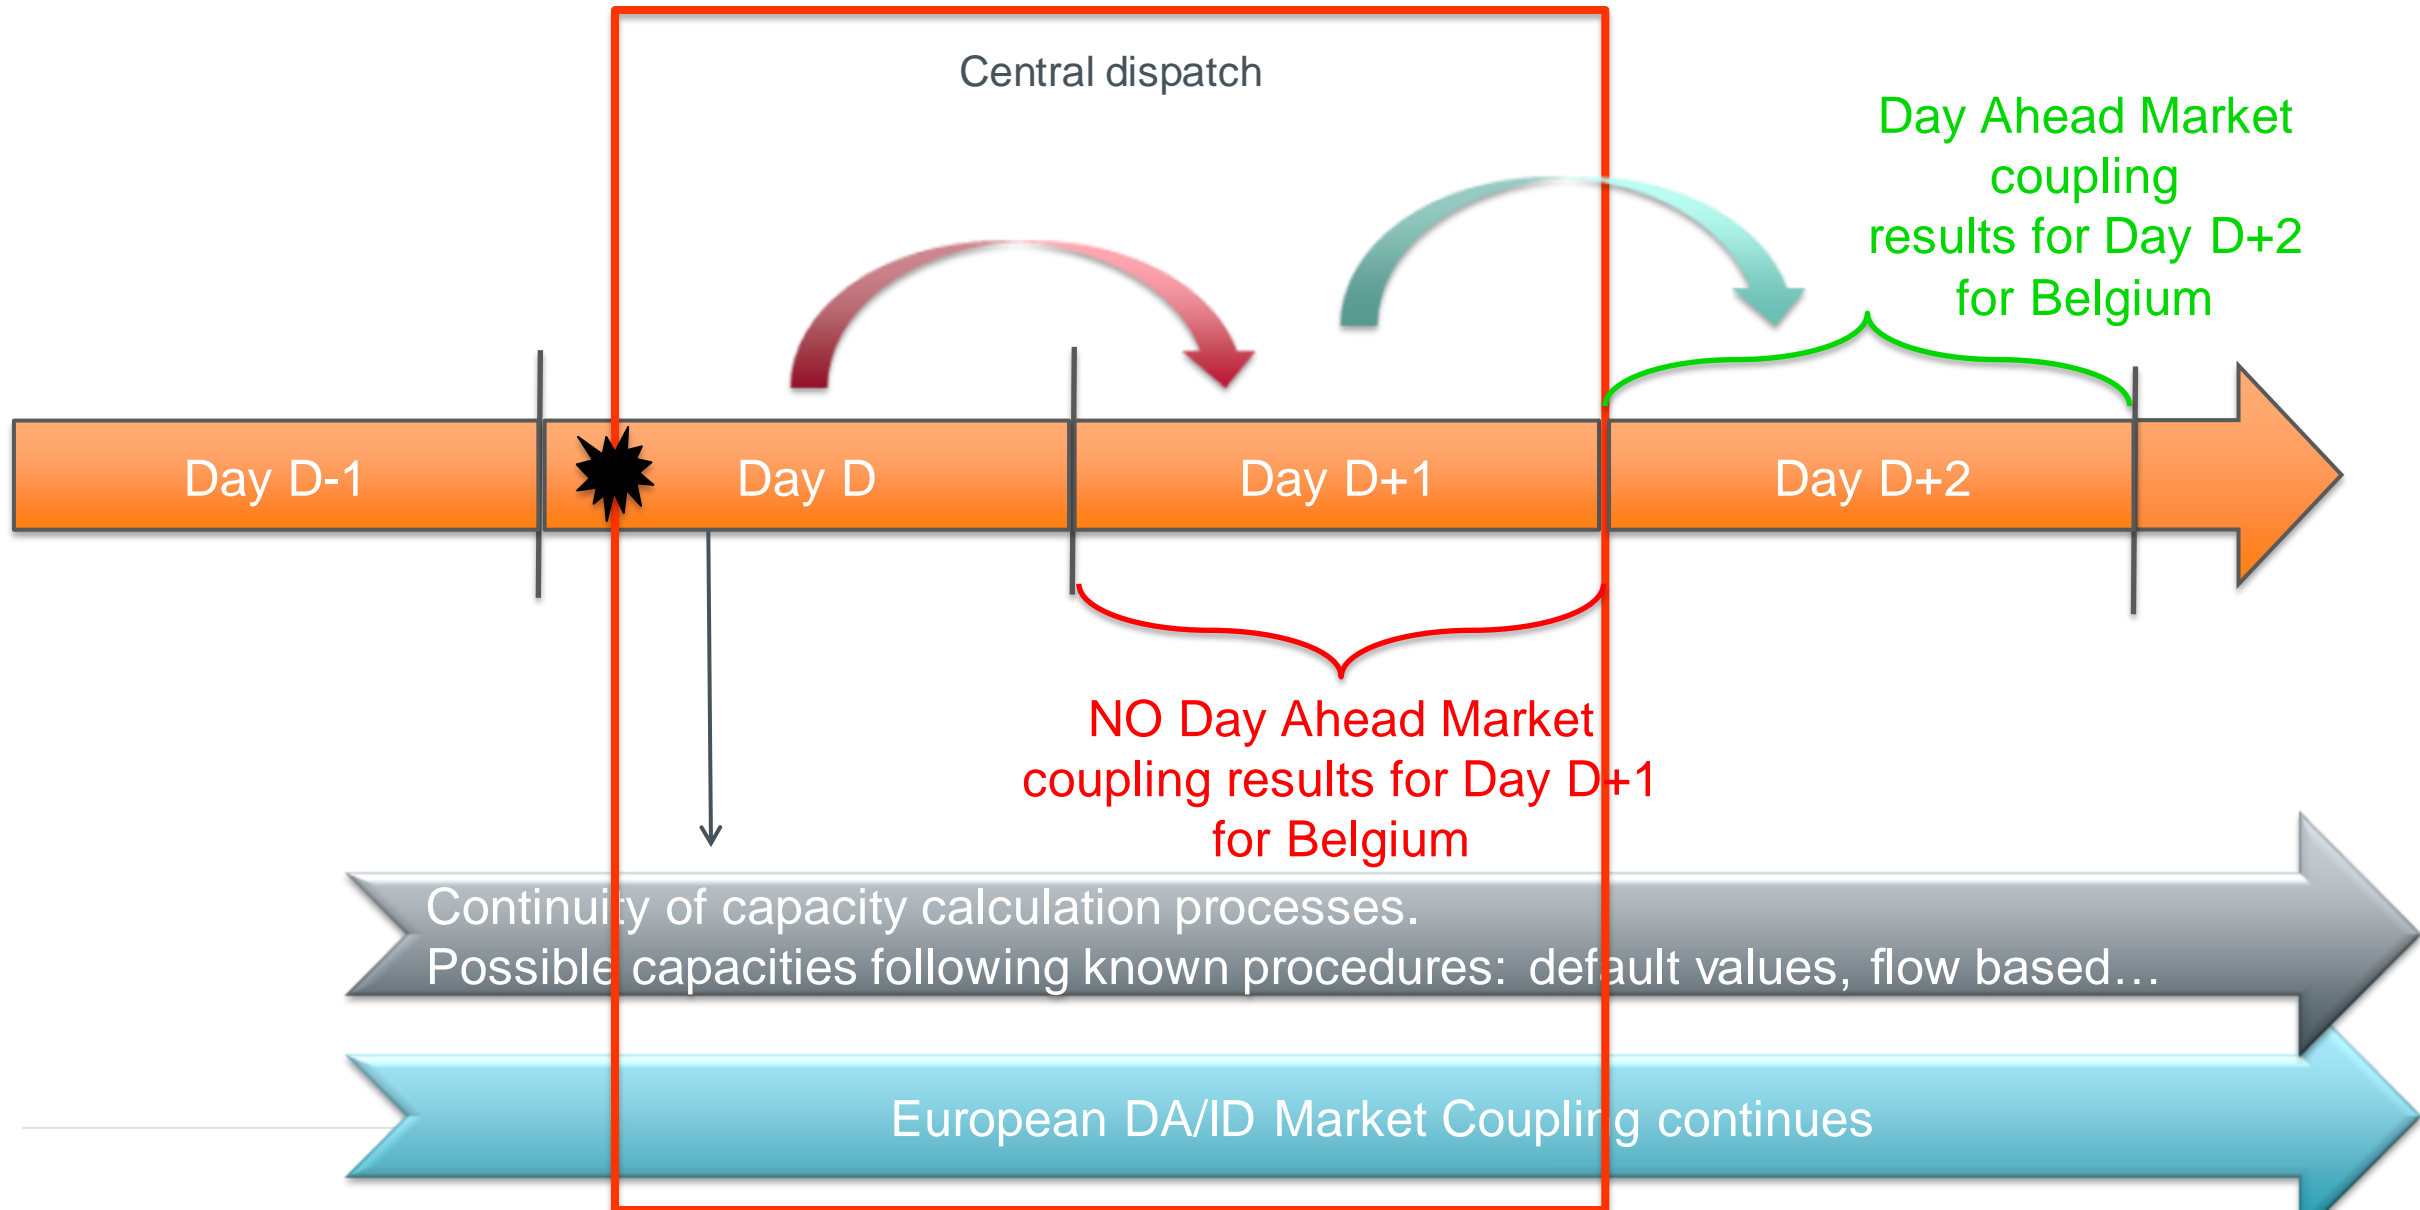 Central dispatch
Day Ahead Market
coupling
results for Day D+2
for Belgium
Day D-1
Day D
Day D+1
Day D+2
NO Day Ahead Market
coupling results for Day D+1
for Belgium
Continuity of capacity calculation processes.
Possible capacities following known procedures: default values, flow based…
European DA/ID Market Coupling continues